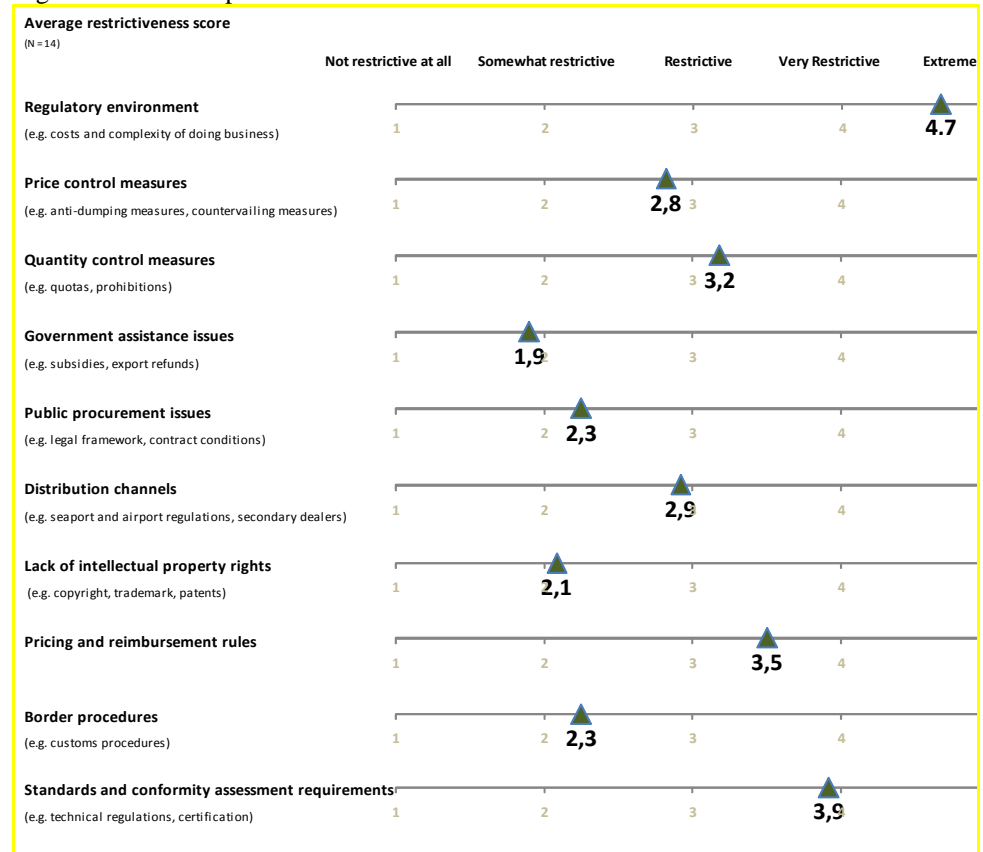 Average restrictiveness score
(N = 14)
Not restrictive at all Somewhat restrictive Restrictive Very Restrictive Extreme
Regulatory environment
(e.g. costs and complexity of doing business)
1 2 3 4 4.7
Price control measures
(e.g. anti-dumping measures, countervailing measures)
1 2 2,8 3 4
Quantity control measures
(e.g. quotas, prohibitions)
1 2 3 3,2 4
Government assistance issues
(e.g. subsidies, export refunds)
1 1,9 2 3 4
Public procurement issues
(e.g. legal framework, contract conditions)
1 2 2,3 3 4
Distribution channels
(e.g. seaport and airport regulations, secondary dealers)
1 2 2,9 4
Lack of intellectual property rights
(e.g. copyright, trademark, patents)
1 2,1 3 4
Pricing and reimbursement rules
1 2 3 3,5 4
Border procedures
(e.g. customs procedures)
1 2 2,3 3 4
Standards and conformity assessment requirements
(e.g. technical regulations, certification)
1 2 3 3,9